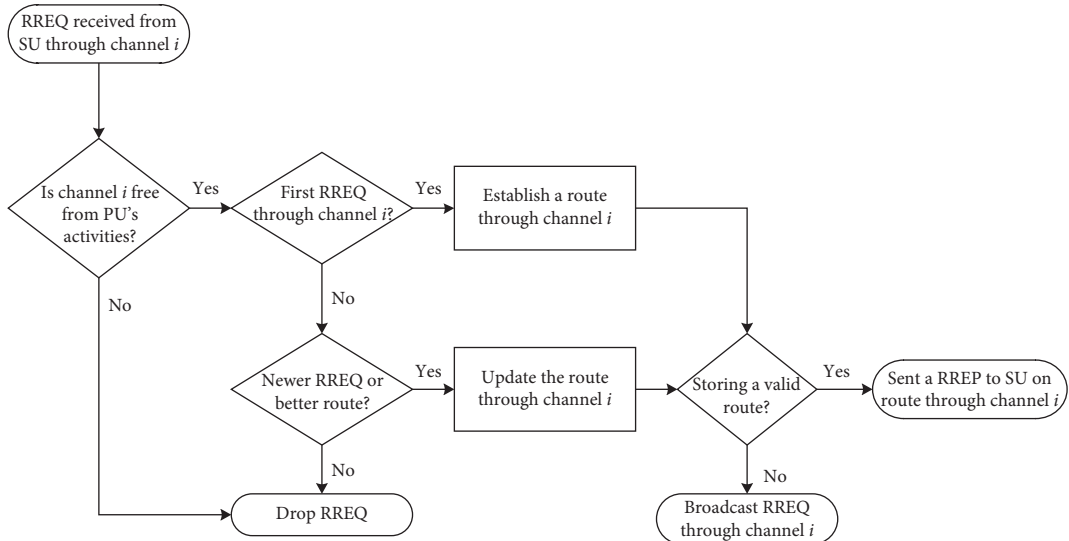 RREQ received from
SU through channel i
Is channel i free
from PU's
activities?
Yes
First RREQ
through channel i?
Yes
Establish a route
through channel i
No
No
Newer RREQ or
better route?
Yes
Update the route
through channel i
Storing a valid
route?
Yes
Sent a RREP to SU on
route through channel i
No
No
Drop RREQ
Broadcast RREQ
through channel i